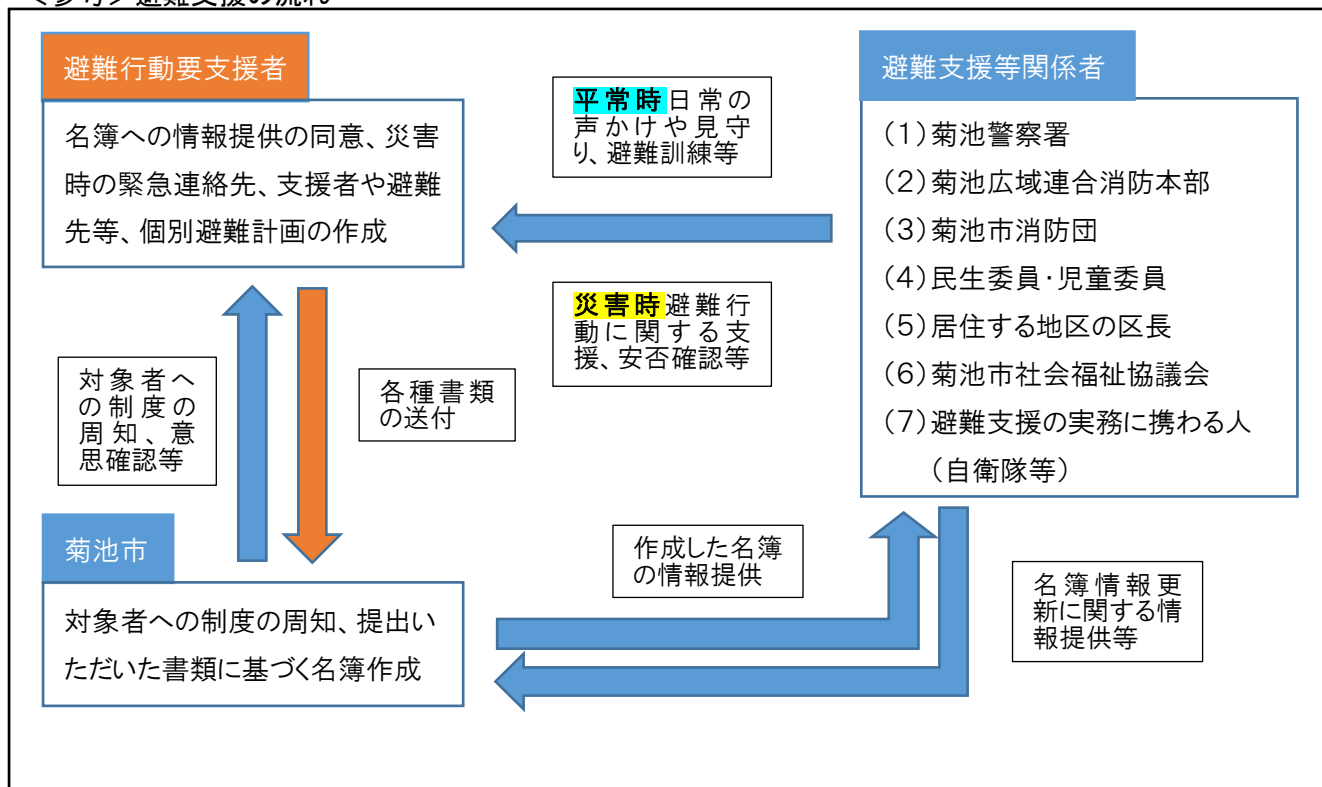 ＜参考＞避難支援の流れ
避難行動要支援者
名簿への情報提供の同意、災害
時の緊急連絡先、支援者や避難
先等、個別避難計画の作成
平常時日常の
声かけや見守
り、避難訓練等
災害時避難行
動に関する支
援、安否確認等
避難支援等関係者
（１）菊池警察署
（２）菊池広域連合消防本部
（３）菊池市消防団
（４）民生委員・児童委員
（５）居住する地区の区長
（６）菊池市社会福祉協議会
（７）避難支援の実務に携わる人
（自衛隊等）
対象者へ
の制度の
周知、意
思確認等
各種書類
の送付
菊池市
対象者への制度の周知、提出い
ただいた書類に基づく名簿作成
作成した名簿
の情報提供
名簿情報更
新に関する情
報提供等